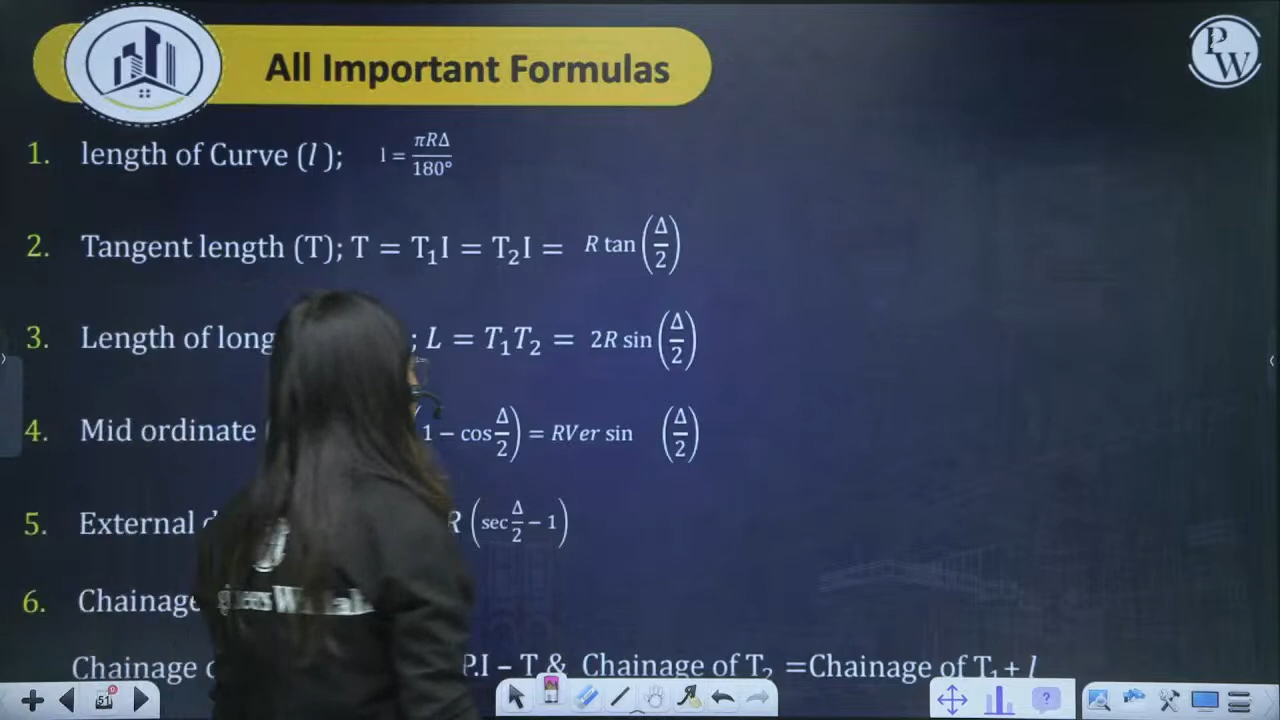 PW
All Important Formulas
1. length of Curve (l ); l = πRΔ/180°
2. Tangent length (T); T = T₁I = T₂I = R tan (Δ/2)
3. Length of long ; L = T₁T₂ = 2R sin (Δ/2)
4. Mid ordinate ( (1 − cos Δ/2) = RVer sin (Δ/2)
5. External R (sec Δ/2 − 1)
6. Chainage
Chainage P.I – T & Chainage of T₂ =Chainage of T₁ + l
51